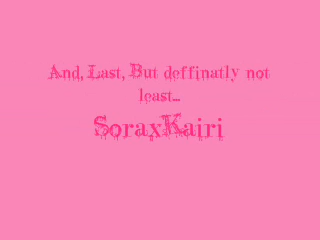 And, Last, But deffinatly not
least...
SoraxKairi